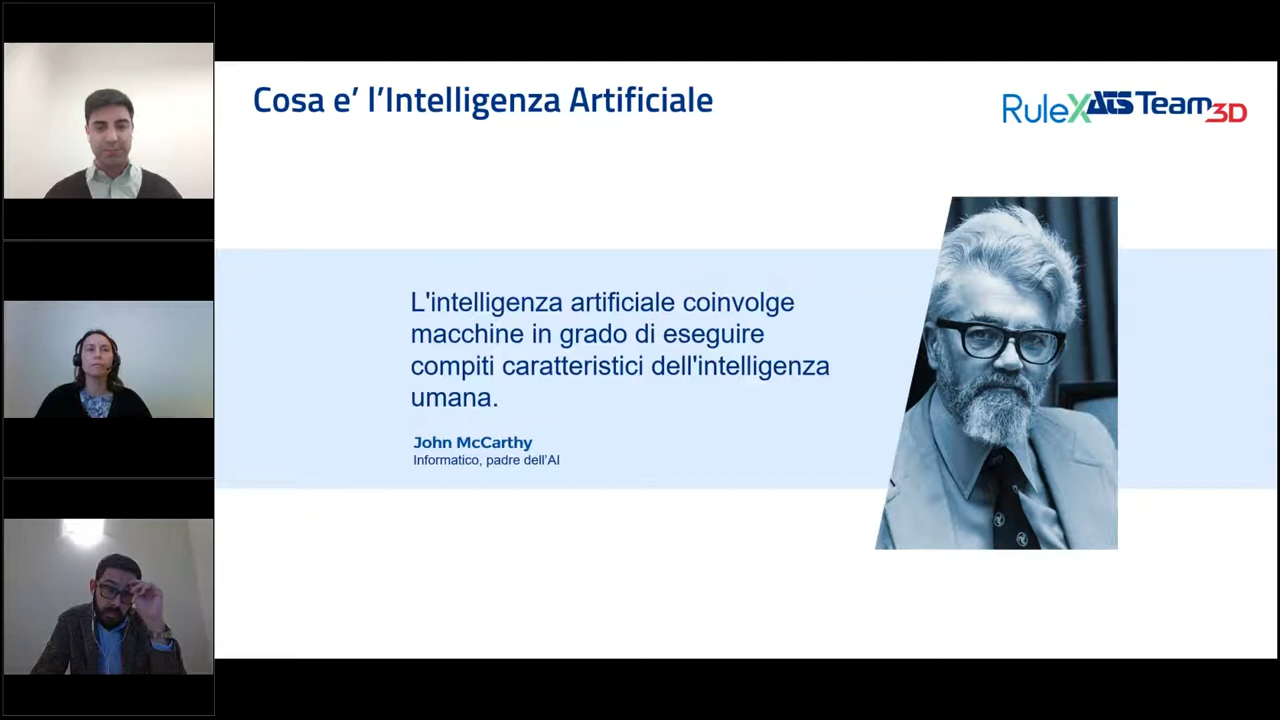 Cosa e’ l’Intelligenza Artificiale
RuleX ATS Team3D
L'intelligenza artificiale coinvolge
macchine in grado di eseguire
compiti caratteristici dell'intelligenza
umana.
John McCarthy
Informatico, padre dell’AI